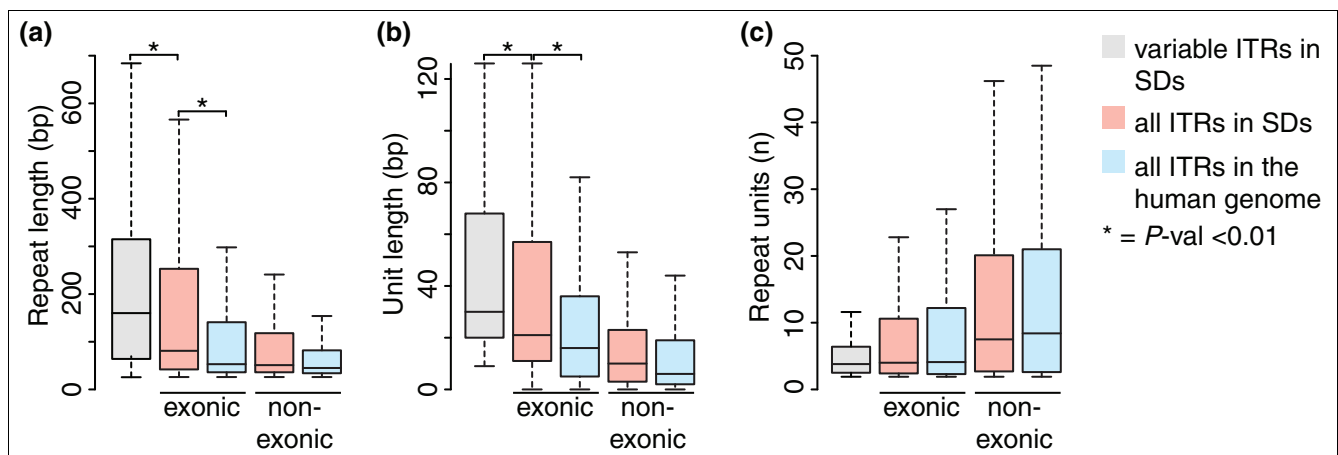 (a)
*
*
Repeat length (bp)
600
400
200
0
exonic
non-
exonic
(b)
*
*
Unit length (bp)
120
80
40
0
exonic
non-
exonic
(c)
Repeat units (n)
50
40
30
20
10
0
exonic
non-
exonic
variable ITRs in
SDs
all ITRs in SDs
all ITRs in the
human genome
* = P-val <0.01